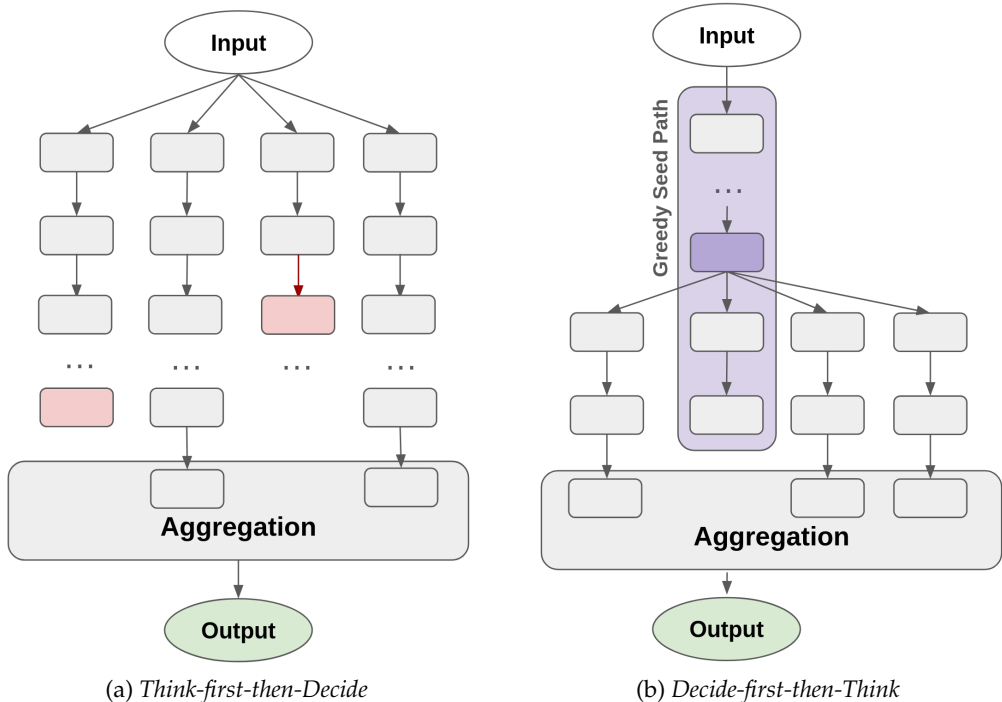 Input
...
...
...
...
Aggregation
Output
(a) Think-first-then-Decide
Input
Greedy Seed Path
...
Aggregation
Output
(b) Decide-first-then-Think